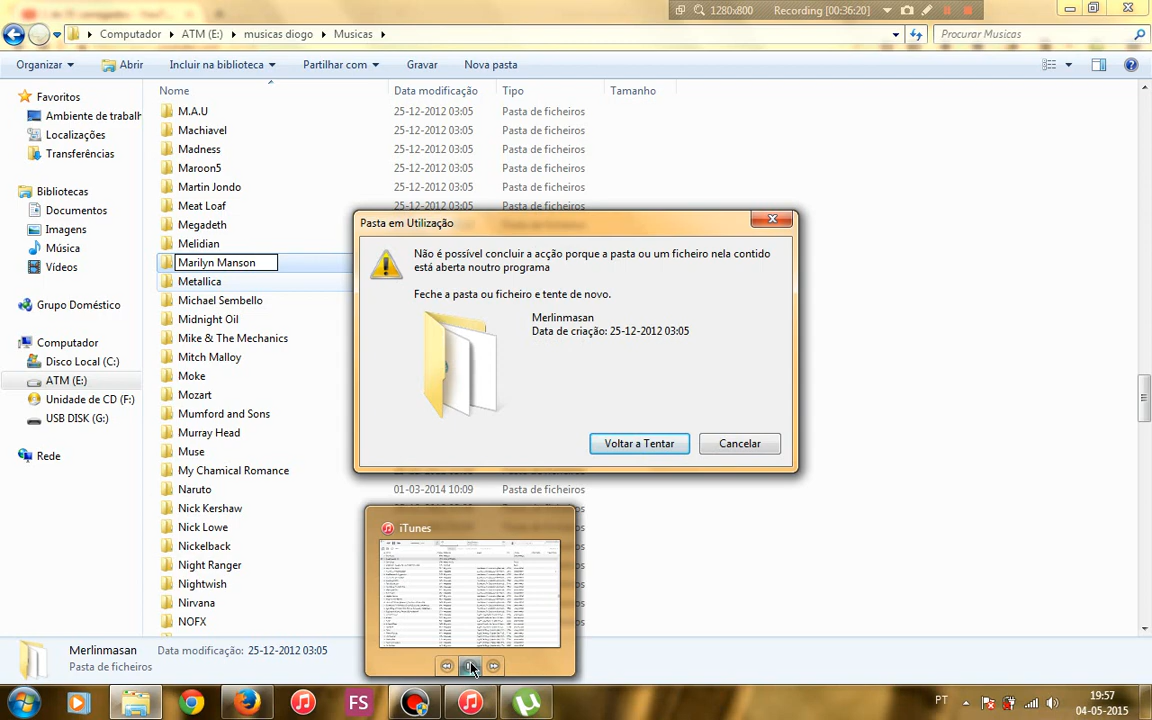 1280x800 Recording [00:36:20]
Computador ATM (E:) musicas diogo Musicas
Procurar Musicas
Organizar Abrir Incluir na biblioteca Partilhar com Gravar Nova pasta
Nome Data modificação Tipo Tamanho
Favoritos
Ambiente de trabalh
Localizações
Transferências
Bibliotecas
Documentos
Imagens
Música
Vídeos
Grupo Doméstico
Computador
Disco Local (C:)
ATM (E:)
Unidade de CD (F:)
USB DISK (G:)
Rede
M.A.U 25-12-2012 03:05 Pasta de ficheiros
Machiavel 25-12-2012 03:05 Pasta de ficheiros
Madness 25-12-2012 03:05 Pasta de ficheiros
Maroon5 25-12-2012 03:05 Pasta de ficheiros
Martin Jondo 25-12-2012 03:05 Pasta de ficheiros
Meat Loaf 25-12-2012 03:05 Pasta de ficheiros
Megadeth
Melidian
Marilyn Manson
Metallica
Michael Sembello
Midnight Oil
Mike & The Mechanics
Mitch Malloy
Moke
Mozart
Mumford and Sons
Murray Head
Muse
My Chamical Romance
Naruto 01-03-2014 10:09 Pasta de ficheiros
Nick Kershaw
Nick Lowe
Nickelback
Night Ranger
Nightwish
Nirvana
NOFX
Pasta em Utilização
Não é possível concluir a acção porque a pasta ou um ficheiro nela contido
está aberta noutro programa
Feche a pasta ou ficheiro e tente de novo.
Merlinmasan
Data de criação: 25-12-2012 03:05
Voltar a Tentar Cancelar
iTunes
Merlinmasan Data modificação: 25-12-2012 03:05
Pasta de ficheiros
FS
PT
19:57
04-05-2015